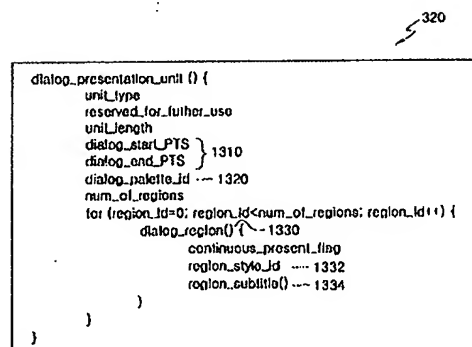 320
dialog_presentation_unit () {
unit_type
reserved_for_futher_use
unit_length
dialog_start_PTS
dialog_end_PTS } 1310
dialog_palette_id --- 1320
num_of_regions
for (region_id=0; region_id<num_of_regions; region_id++) {
dialog_region() { -- 1330
continuous_present_flag
region_style_id ---- 1332
region_subtitle() ---- 1334
}
}
}